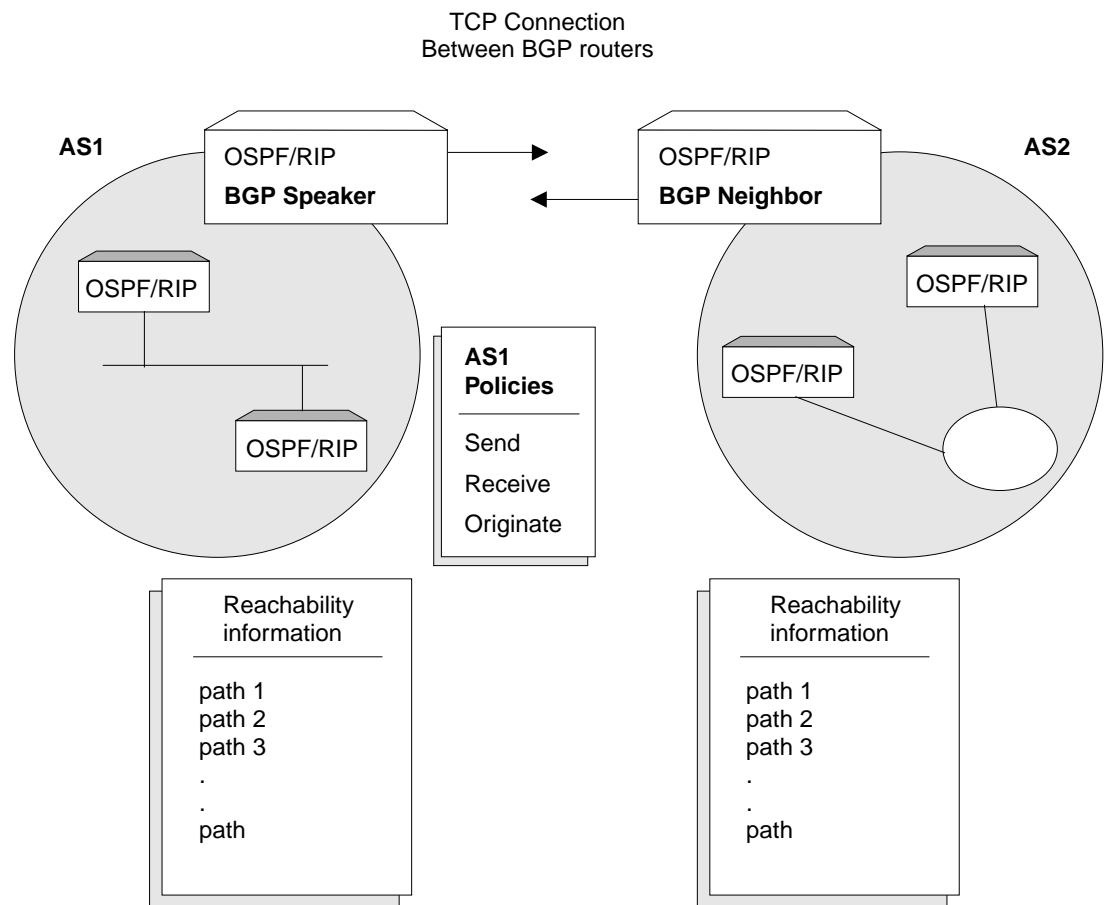 TCP Connection
Between BGP routers
AS1
OSPF/RIP
BGP Speaker
OSPF/RIP
BGP Neighbor
AS2
OSPF/RIP
OSPF/RIP
OSPF/RIP
OSPF/RIP
AS1
Policies
Send
Receive
Originate
Reachability
information
path 1
path 2
path 3
.
.
path
Reachability
information
path 1
path 2
path 3
.
.
path